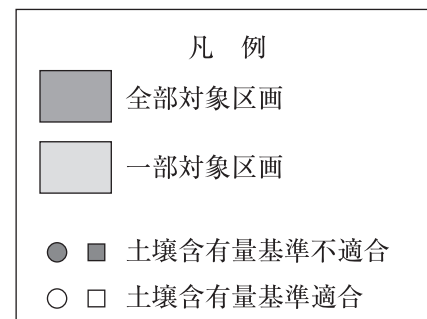 凡 例
全部対象区画
一部対象区画
土壌含有量基準不適合
土壌含有量基準適合